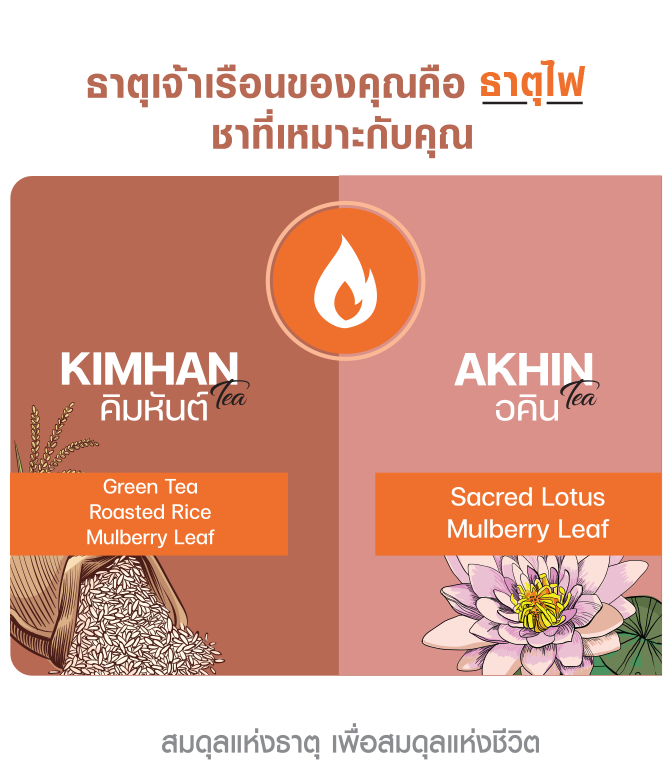 ธาตุเจ้าเรือนของคุณคือ ธาตุไฟ
ชาที่เหมาะกับคุณ
KIMHAN
Tea
คิมหันต์
Green Tea
Roasted Rice
Mulberry Leaf
AKHIN
Tea
อคิน
Sacred Lotus
Mulberry Leaf
สมดุลแห่งธาตุ เพื่อสมดุลแห่งชีวิต